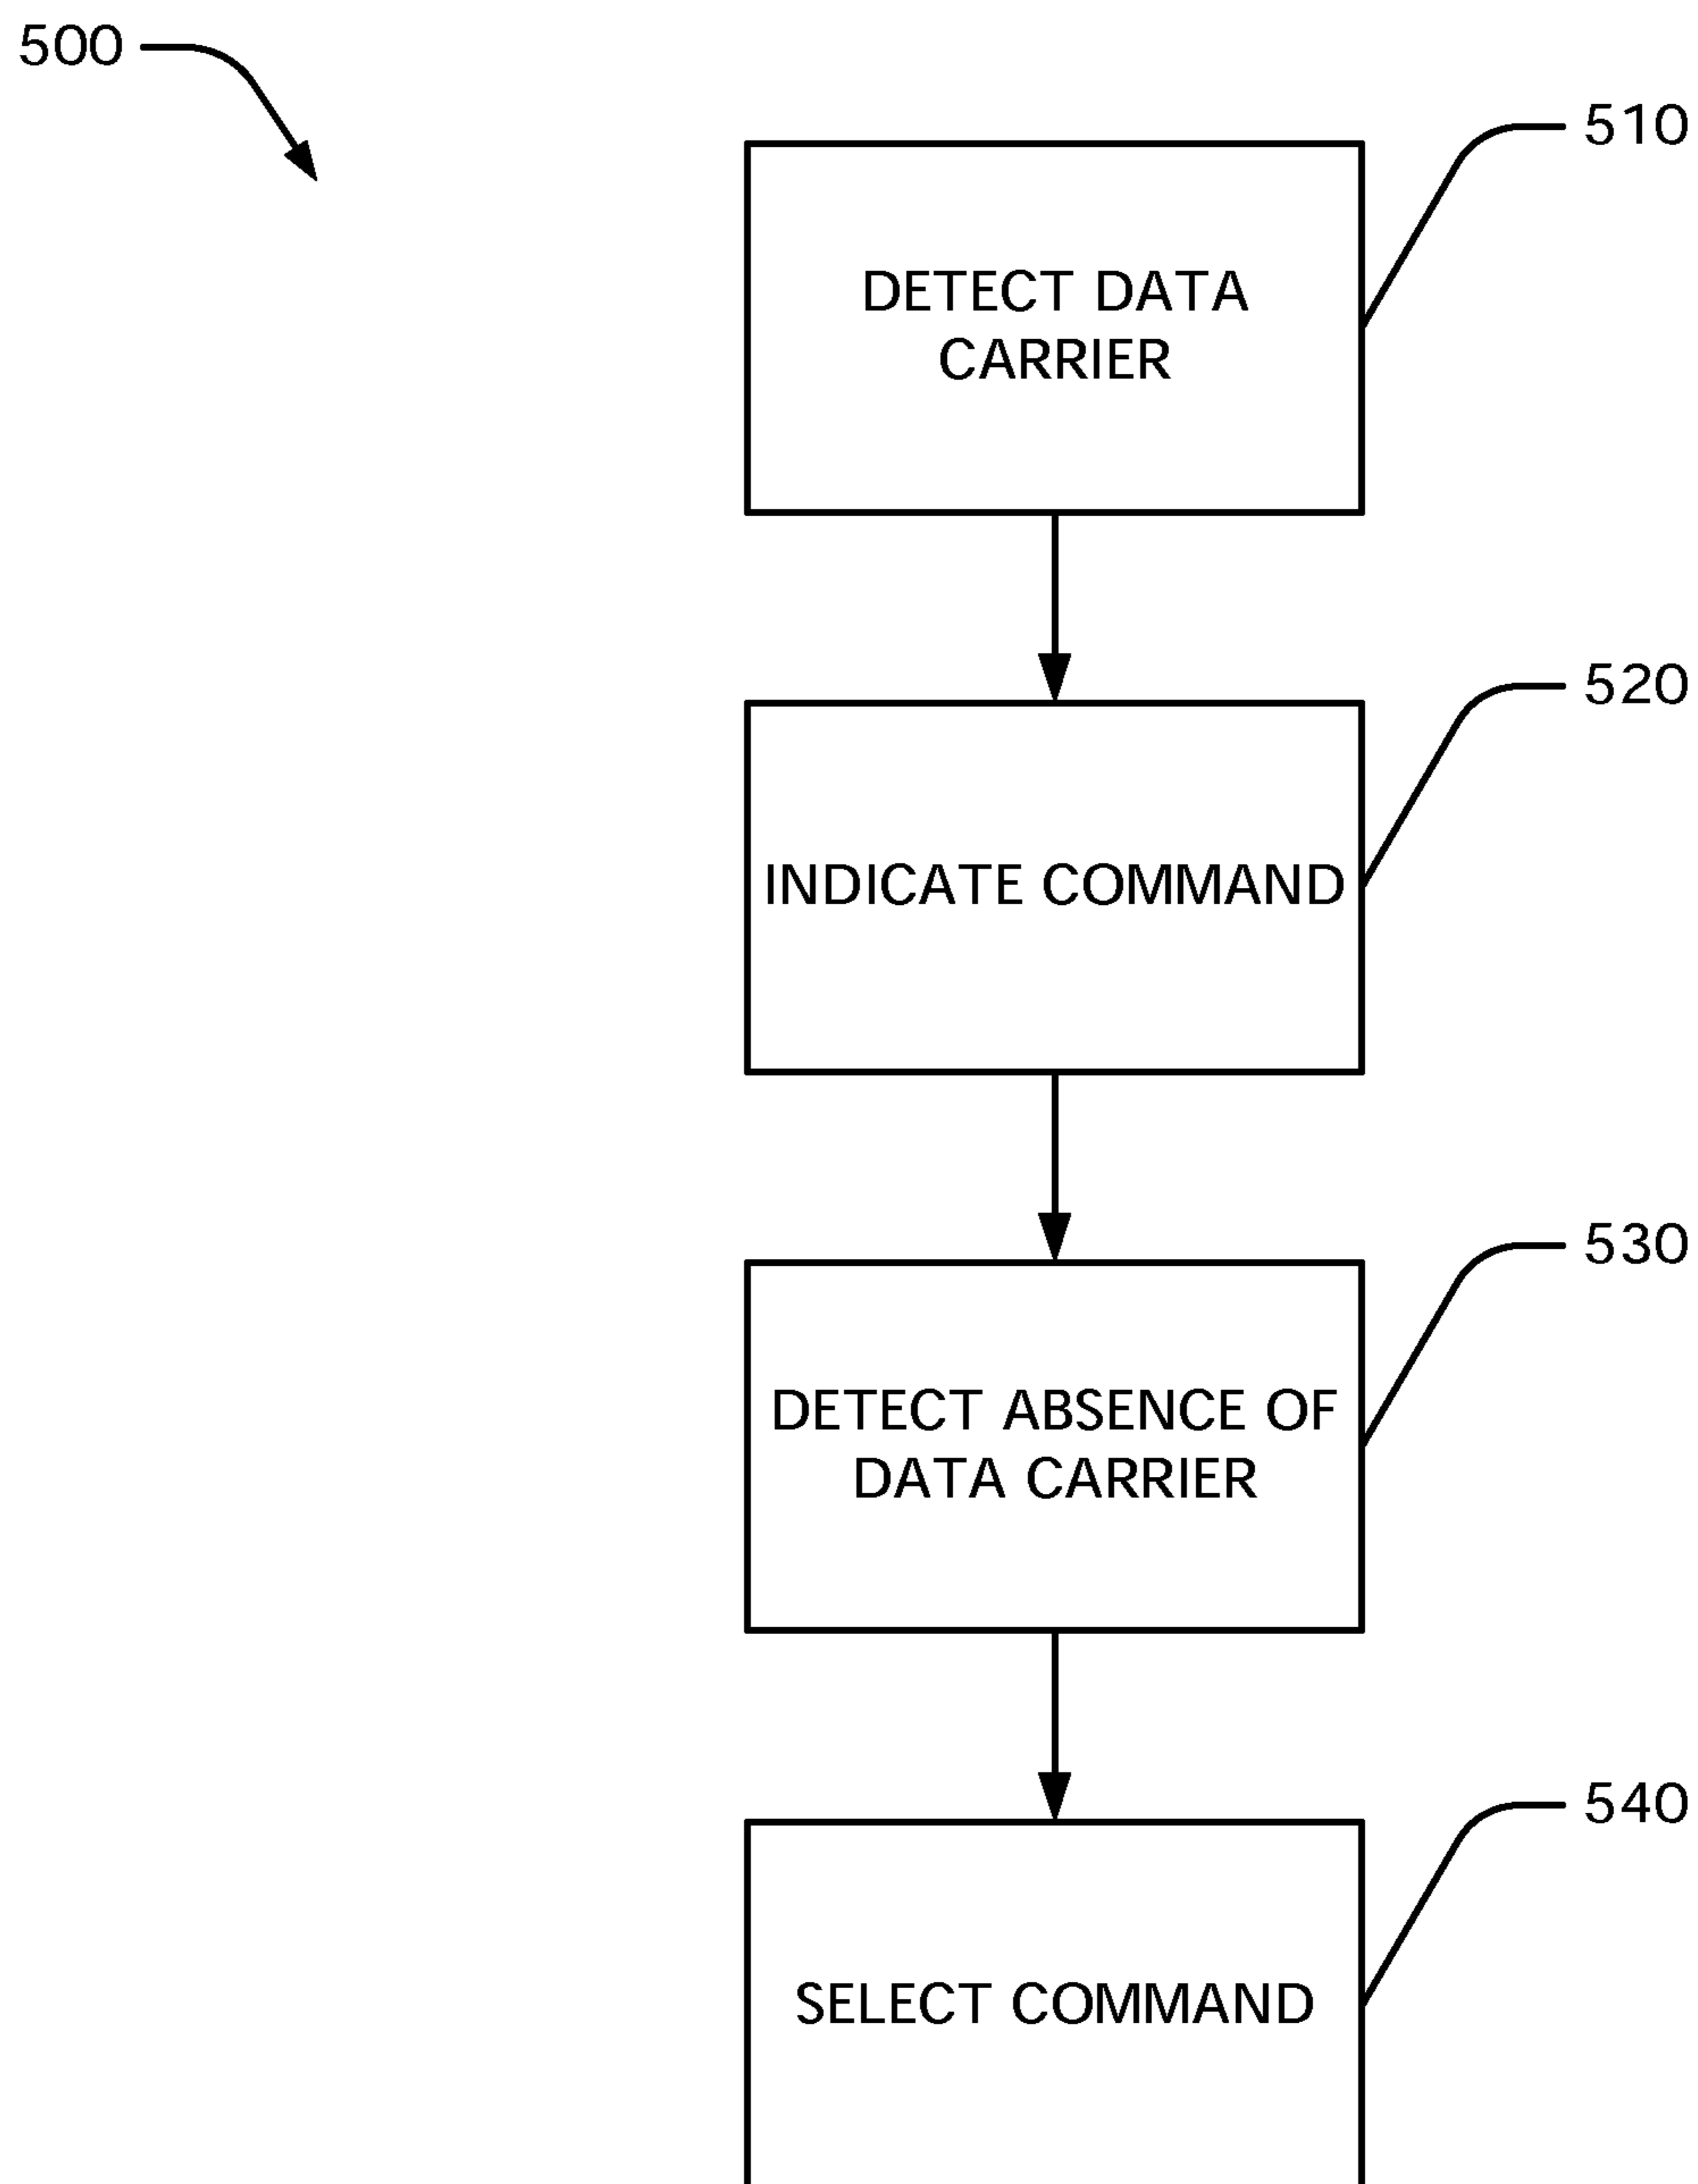 500
510
DETECT DATA
CARRIER
520
INDICATE COMMAND
530
DETECT ABSENCE OF
DATA CARRIER
540
SELECT COMMAND